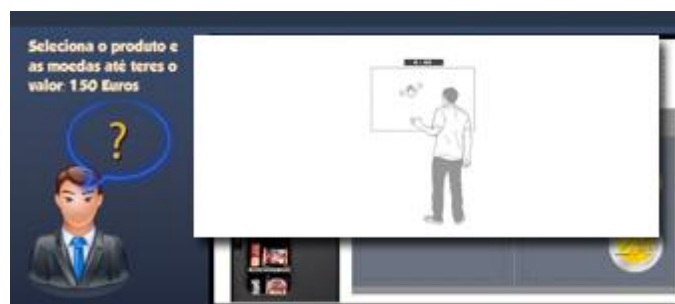 Seleciona o produto e
as moedas até teres o
valor: 1.50 Euros
?